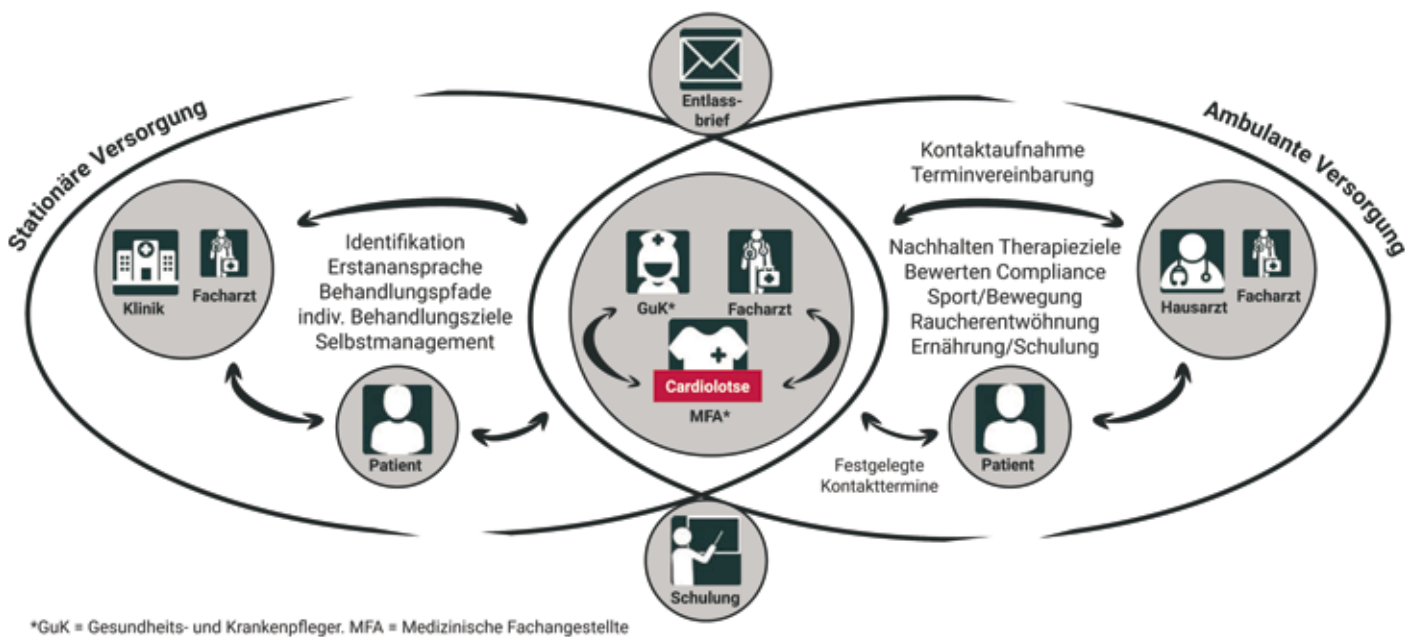 Entlass-
brief
Stationäre Versorgung
Ambulante Versorgung
Klinik
Facharzt
Identifikation
Erstanansprache
Behandlungspfade
indiv. Behandlungsziele
Selbstmanagement
Patient
GuK*
Facharzt
Cardiolotse
MFA*
Kontaktaufnahme
Terminvereinbarung
Nachhalten Therapieziele
Bewerten Compliance
Sport/Bewegung
Raucherentwöhnung
Ernährung/Schulung
Hausarzt
Facharzt
Festgelegte
Kontakttermine
Patient
Schulung
*GuK = Gesundheits- und Krankenpfleger. MFA = Medizinische Fachangestellte